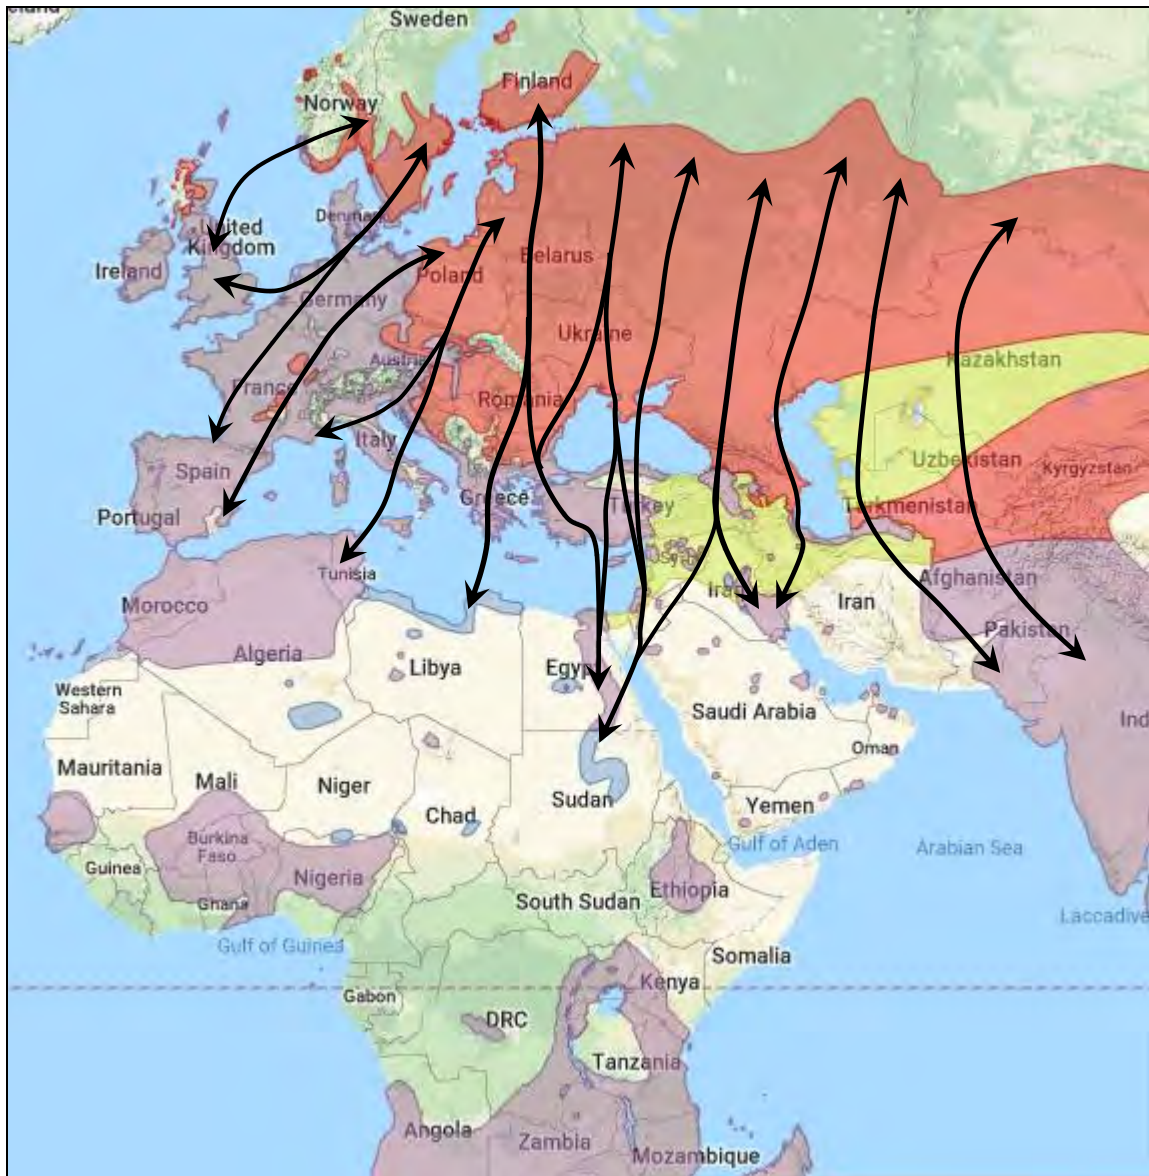 Sweden
Finland
Norway
United
Kingdom
Denmark
Ireland
Belarus
Poland
Germany
Ukraine
Kazakhstan
Austria
France
Romania
Italy
Uzbekistan
Kyrgyzstan
Spain
Greece
Turkey
Turkmenistan
Portugal
Tunisia
Afghanistan
Morocco
Iran
Pakistan
Algeria
Libya
Egypt
Western
Sahara
Saudi Arabia
Oman
Mauritania
Mali
Niger
Chad
Sudan
Yemen
Gulf of Aden
Arabian Sea
Burkina
Faso
Guinea
Nigeria
Ethiopia
Ghana
South Sudan
Laccadive
Gulf of Guinea
Somalia
Kenya
Gabon
DRC
Tanzania
Angola
Zambia
Mozambique